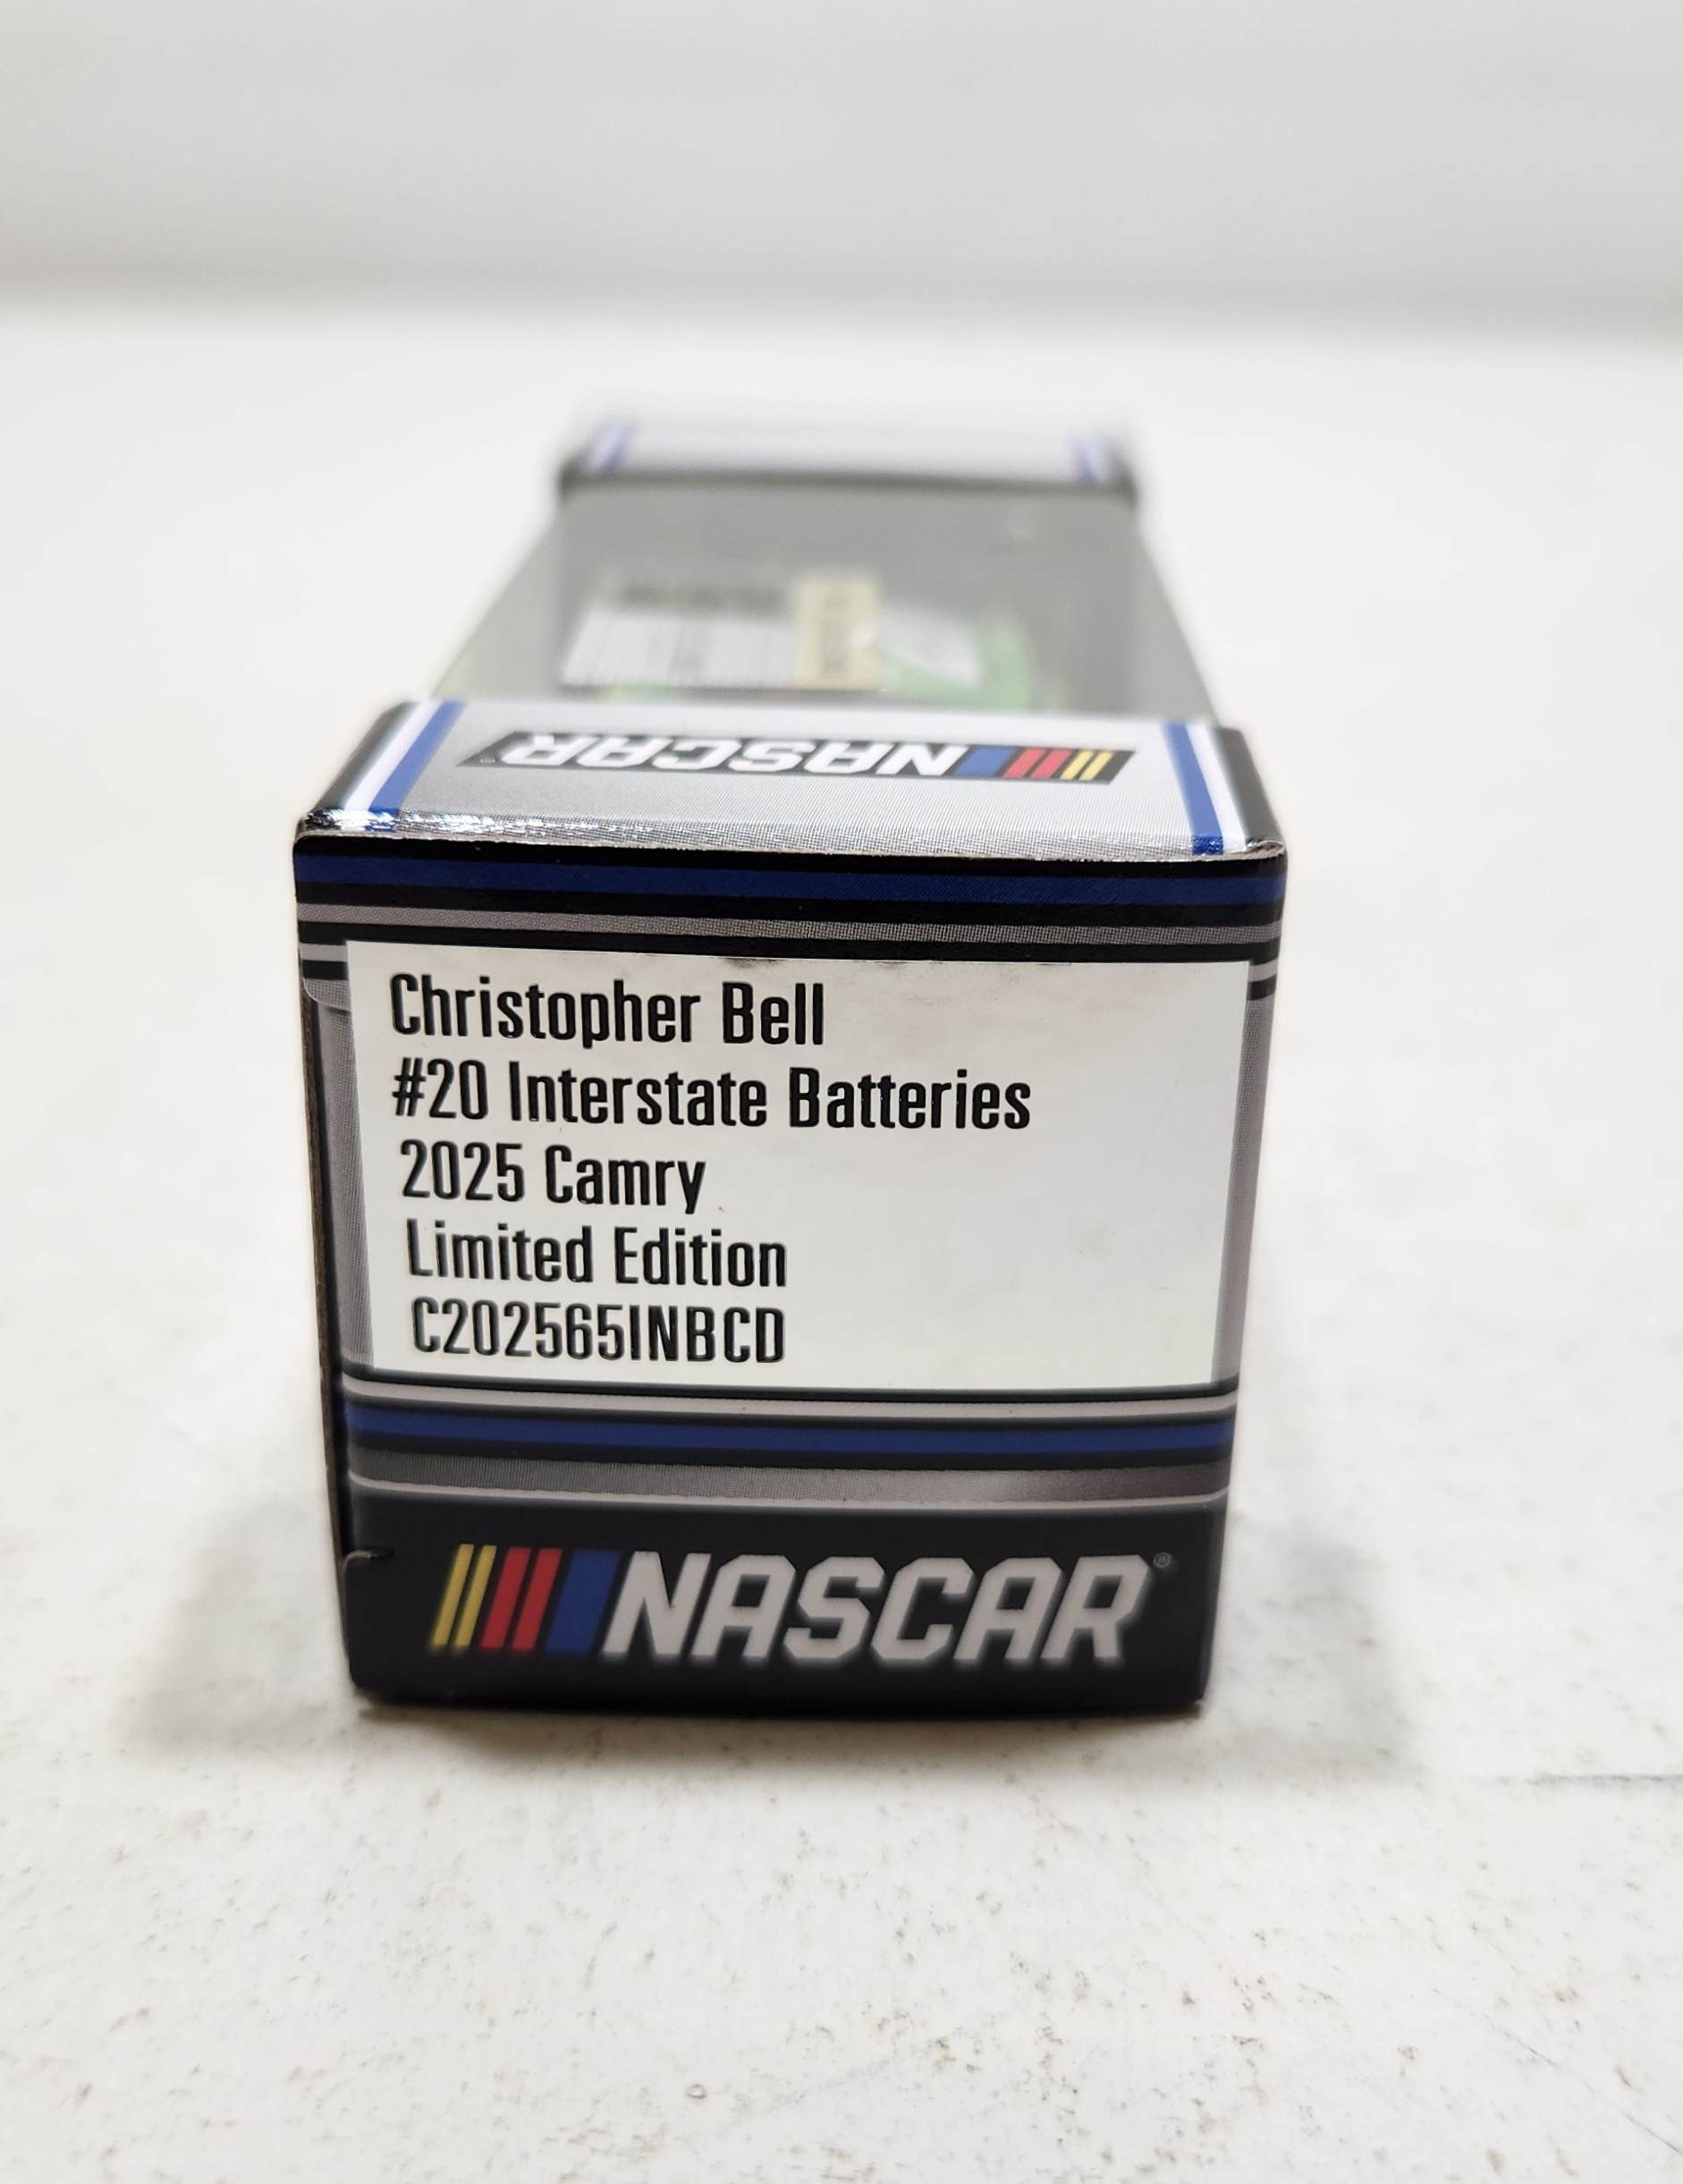 NASCAR
Christopher Bell
#20 Interstate Batteries
2025 Camry
Limited Edition
C202565INBCD
NASCAR®